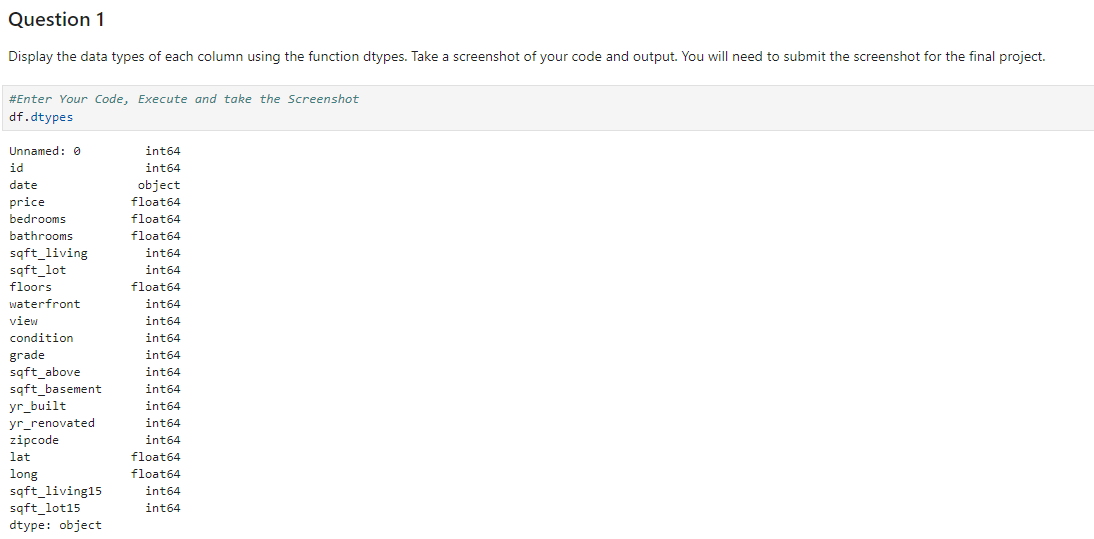 Question 1
Display the data types of each column using the function dtypes. Take a screenshot of your code and output. You will need to submit the screenshot for the final project.
#Enter Your Code, Execute and take the Screenshot
df.dtypes
Unnamed: 0 int64
id int64
date object
price float64
bedrooms float64
bathrooms float64
sqft_living int64
sqft_lot int64
floors float64
waterfront int64
view int64
condition int64
grade int64
sqft_above int64
sqft_basement int64
yr_built int64
yr_renovated int64
zipcode int64
lat float64
long float64
sqft_living15 int64
sqft_lot15 int64
dtype: object